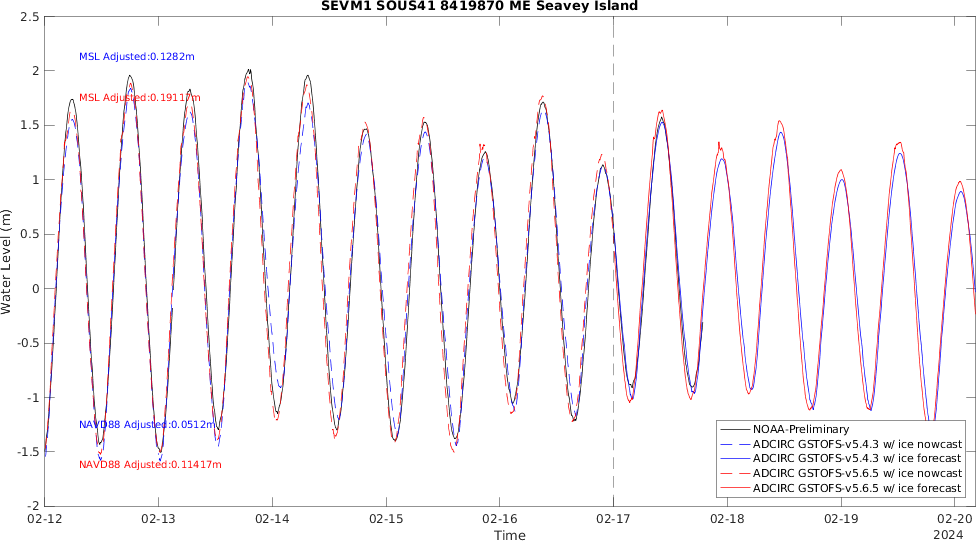 SEVM1 SOUS41 8419870 ME Seavey Island
Water Level (m)
2.5
2
1.5
1
0.5
0
-0.5
-1
-1.5
-2
MSL Adjusted:0.1282m
MSL Adjusted:0.19117m
NAVD88 Adjusted:0.0512m
NAVD88 Adjusted:0.11417m
NOAA-Preliminary
ADCIRC GSTOFS-v5.4.3 w/ ice nowcast
ADCIRC GSTOFS-v5.4.3 w/ ice forecast
ADCIRC GSTOFS-v5.6.5 w/ ice nowcast
ADCIRC GSTOFS-v5.6.5 w/ ice forecast
02-12 02-13 02-14 02-15 02-16 02-17 02-18 02-19 02-20
Time
2024